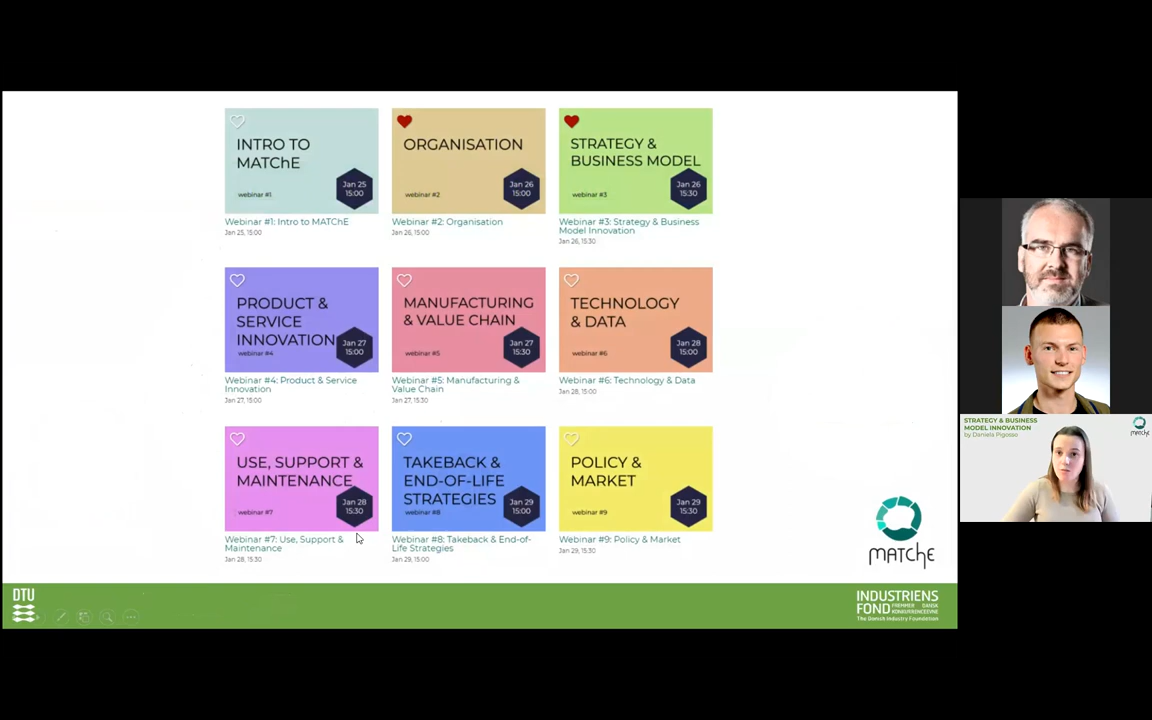 INTRO TO
MATChE
webinar #1
Jan 25
15:00
Webinar #1: Intro to MATChE
Jan 25, 15:00
ORGANISATION
webinar #2
Jan 26
15:00
Webinar #2: Organisation
Jan 26, 15:00
STRATEGY &
BUSINESS MODEL
webinar #3
Jan 26
15:30
Webinar #3: Strategy & Business
Model Innovation
Jan 26, 15:30
PRODUCT &
SERVICE
INNOVATION
webinar #4
Jan 27
15:00
Webinar #4: Product & Service
Innovation
Jan 27, 15:00
MANUFACTURING
& VALUE CHAIN
webinar #5
Jan 27
15:30
Webinar #5: Manufacturing &
Value Chain
Jan 27, 15:30
TECHNOLOGY
& DATA
webinar #6
Jan 28
15:00
Webinar #6: Technology & Data
Jan 28, 15:00
USE, SUPPORT &
MAINTENANCE
webinar #7
Jan 28
15:30
Webinar #7: Use, Support &
Maintenance
Jan 28, 15:30
TAKEBACK &
END-OF-LIFE
STRATEGIES
webinar #8
Jan 29
15:00
Webinar #8: Takeback & End-of-
Life Strategies
Jan 29, 15:00
POLICY &
MARKET
webinar #9
Jan 29
15:30
Webinar #9: Policy & Market
Jan 29, 15:30
MATChE
DTU
INDUSTRIENS
FOND
FREMMER DANSK
KONKURRENCEEVNE
The Danish Industry Foundation
STRATEGY & BUSINESS
MODEL INNOVATION
by Daniela Pigosso
MATChE